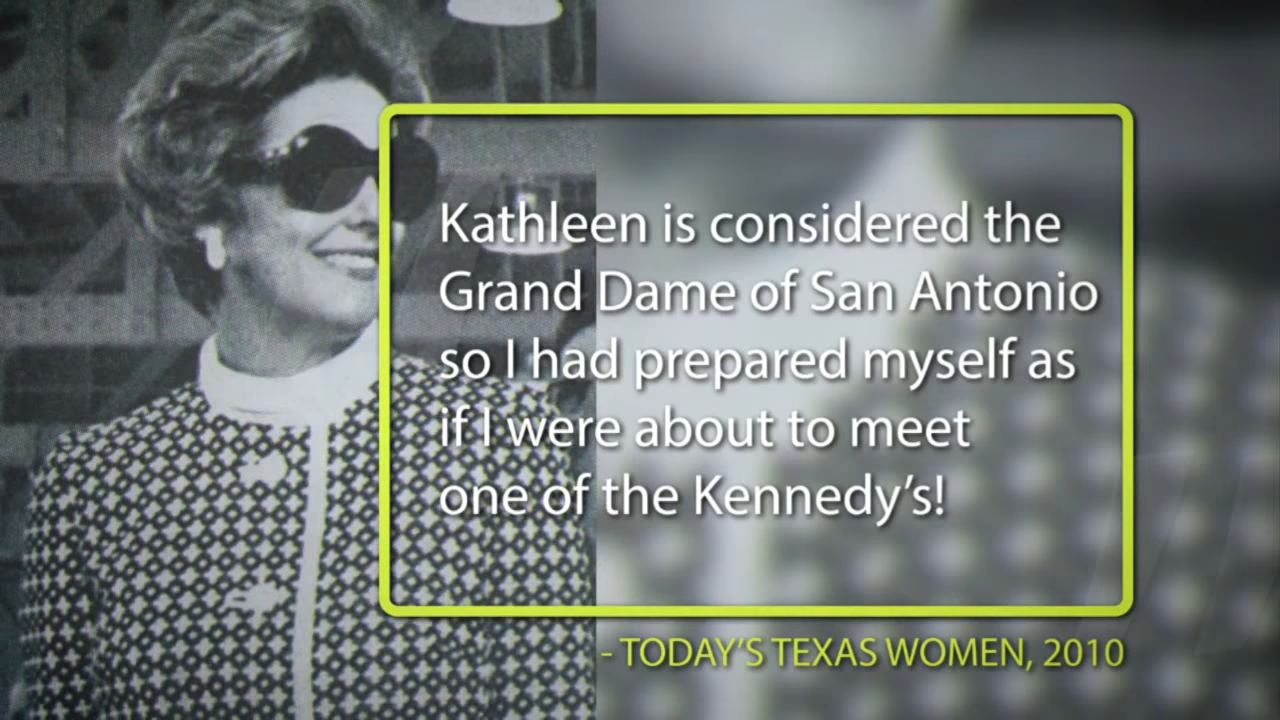 Kathleen is considered the
Grand Dame of San Antonio
so I had prepared myself as
if I were about to meet
one of the Kennedy’s!
- TODAY’S TEXAS WOMEN, 2010